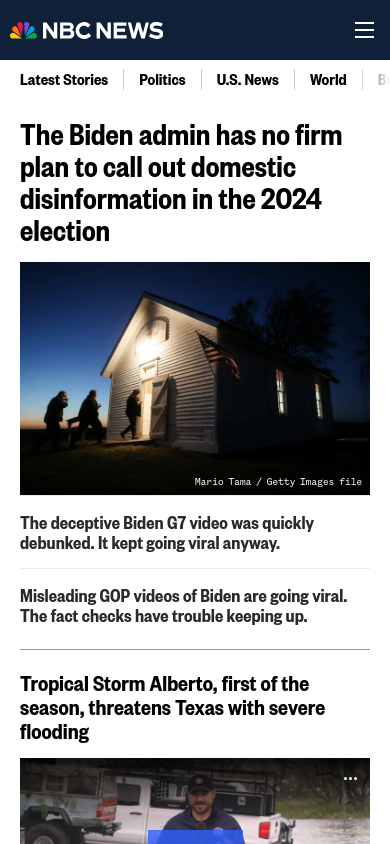 NBC NEWS
Latest Stories
Politics
U.S. News
World
The Biden admin has no firm
plan to call out domestic
disinformation in the 2024
election
Mario Tama / Getty Images file
The deceptive Biden G7 video was quickly
debunked. It kept going viral anyway.
Misleading GOP videos of Biden are going viral.
The fact checks have trouble keeping up.
Tropical Storm Alberto, first of the
season, threatens Texas with severe
flooding